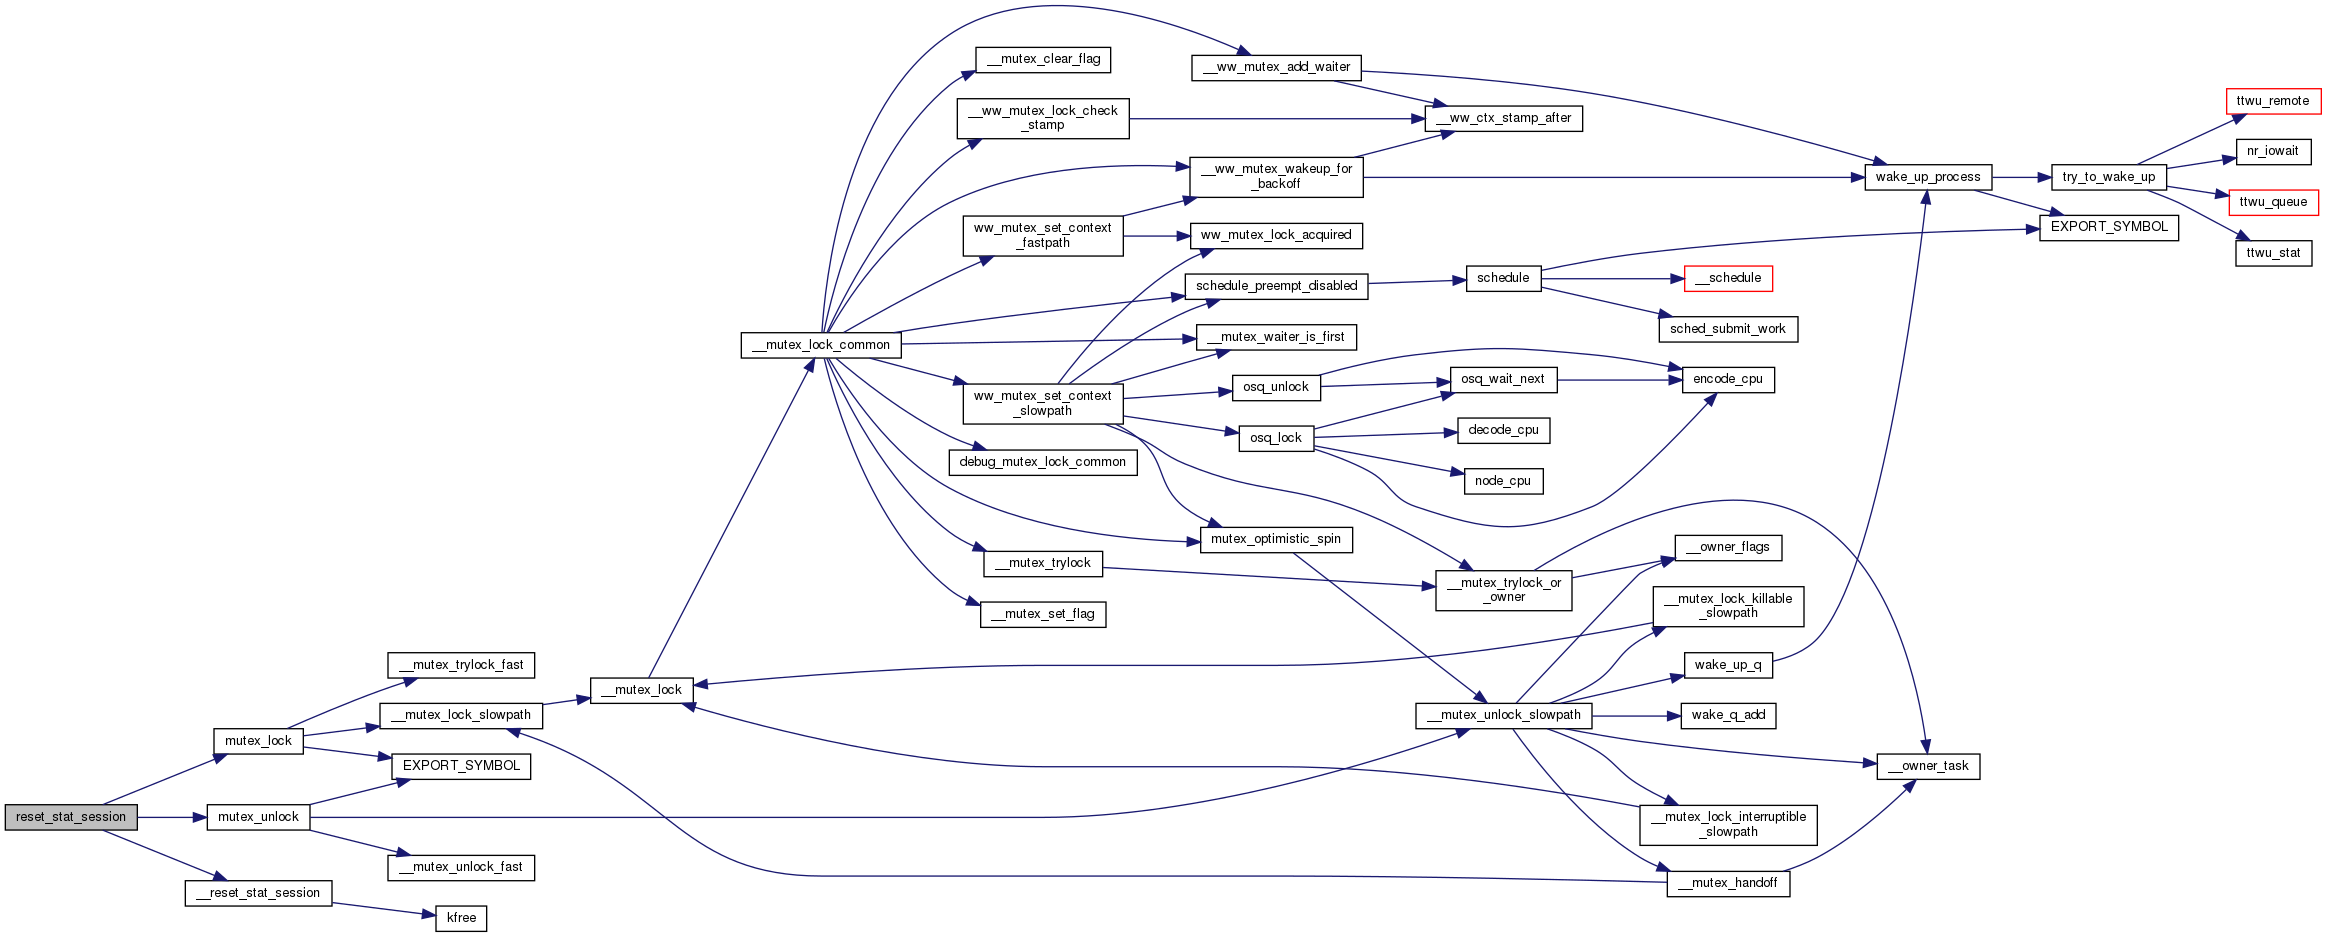 reset_stat_session
mutex_lock
mutex_unlock
__reset_stat_session
__mutex_trylock_fast
__mutex_lock_slowpath
EXPORT_SYMBOL
__mutex_unlock_fast
kfree
__mutex_lock
__mutex_lock_common
__mutex_clear_flag
__ww_mutex_lock_check
_stamp
ww_mutex_set_context
_fastpath
ww_mutex_set_context
_slowpath
debug_mutex_lock_common
__mutex_trylock
__mutex_set_flag
__ww_mutex_add_waiter
__ww_mutex_wakeup_for
_backoff
ww_mutex_lock_acquired
schedule_preempt_disabled
__mutex_waiter_is_first
osq_unlock
osq_lock
mutex_optimistic_spin
__ww_ctx_stamp_after
schedule
osq_wait_next
decode_cpu
node_cpu
__mutex_trylock_or
_owner
__mutex_unlock_slowpath
__schedule
sched_submit_work
encode_cpu
__owner_flags
__mutex_lock_killable
_slowpath
wake_up_q
wake_q_add
__mutex_lock_interruptible
_slowpath
__mutex_handoff
wake_up_process
__owner_task
try_to_wake_up
EXPORT_SYMBOL
ttwu_remote
nr_iowait
ttwu_queue
ttwu_stat